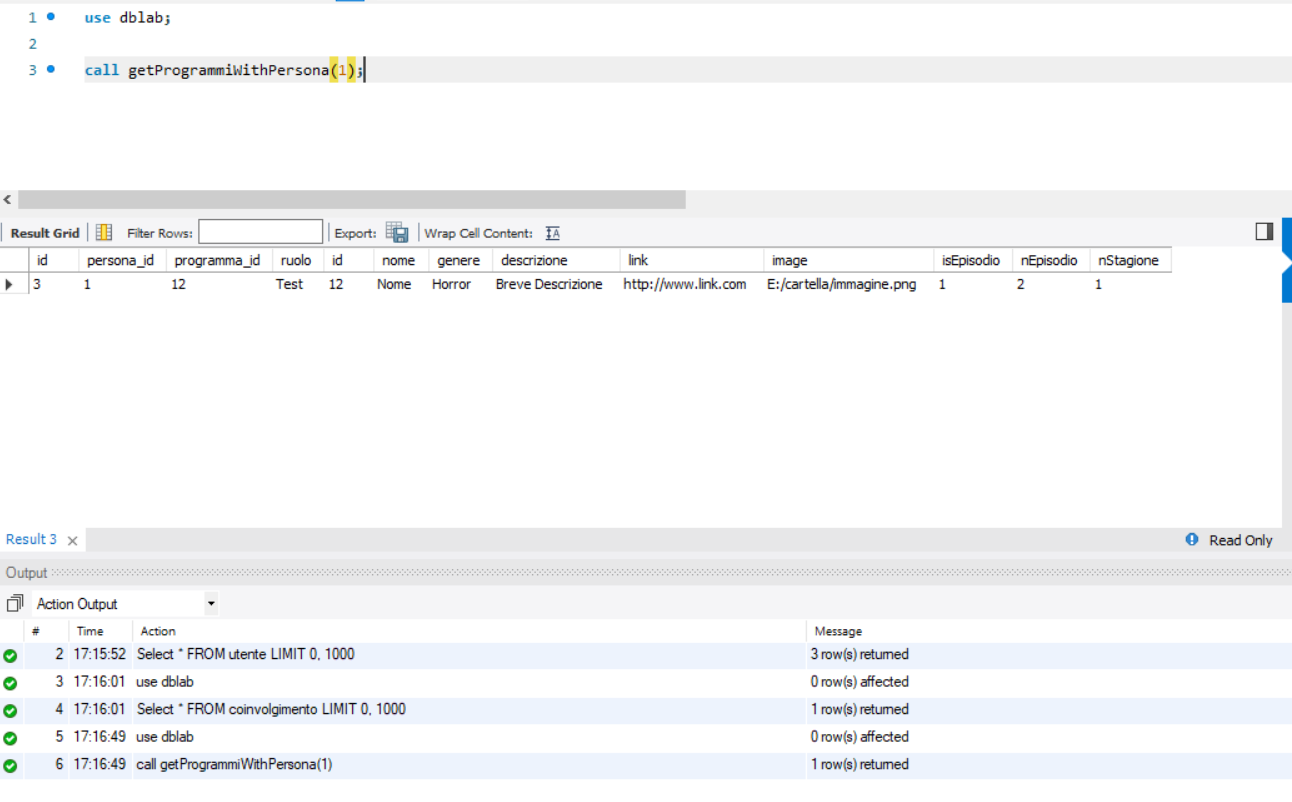 1 use dblab;
2
3 call getProgrammiWithPersona(1);
Result Grid Filter Rows: Export: Wrap Cell Content:
id persona_id programma_id ruolo id nome genere descrizione link image isEpisodio nEpisodio nStagione
3 1 12 Test 12 Nome Horror Breve Descrizione http://www.link.com E:/cartella/immagine.png 1 2 1
Result 3 Read Only
Output
Action Output
# Time Action Message
2 17:15:52 Select * FROM utente LIMIT 0, 1000 3 row(s) returned
3 17:16:01 use dblab 0 row(s) affected
4 17:16:01 Select * FROM coinvolgimento LIMIT 0, 1000 1 row(s) returned
5 17:16:49 use dblab 0 row(s) affected
6 17:16:49 call getProgrammiWithPersona(1) 1 row(s) returned